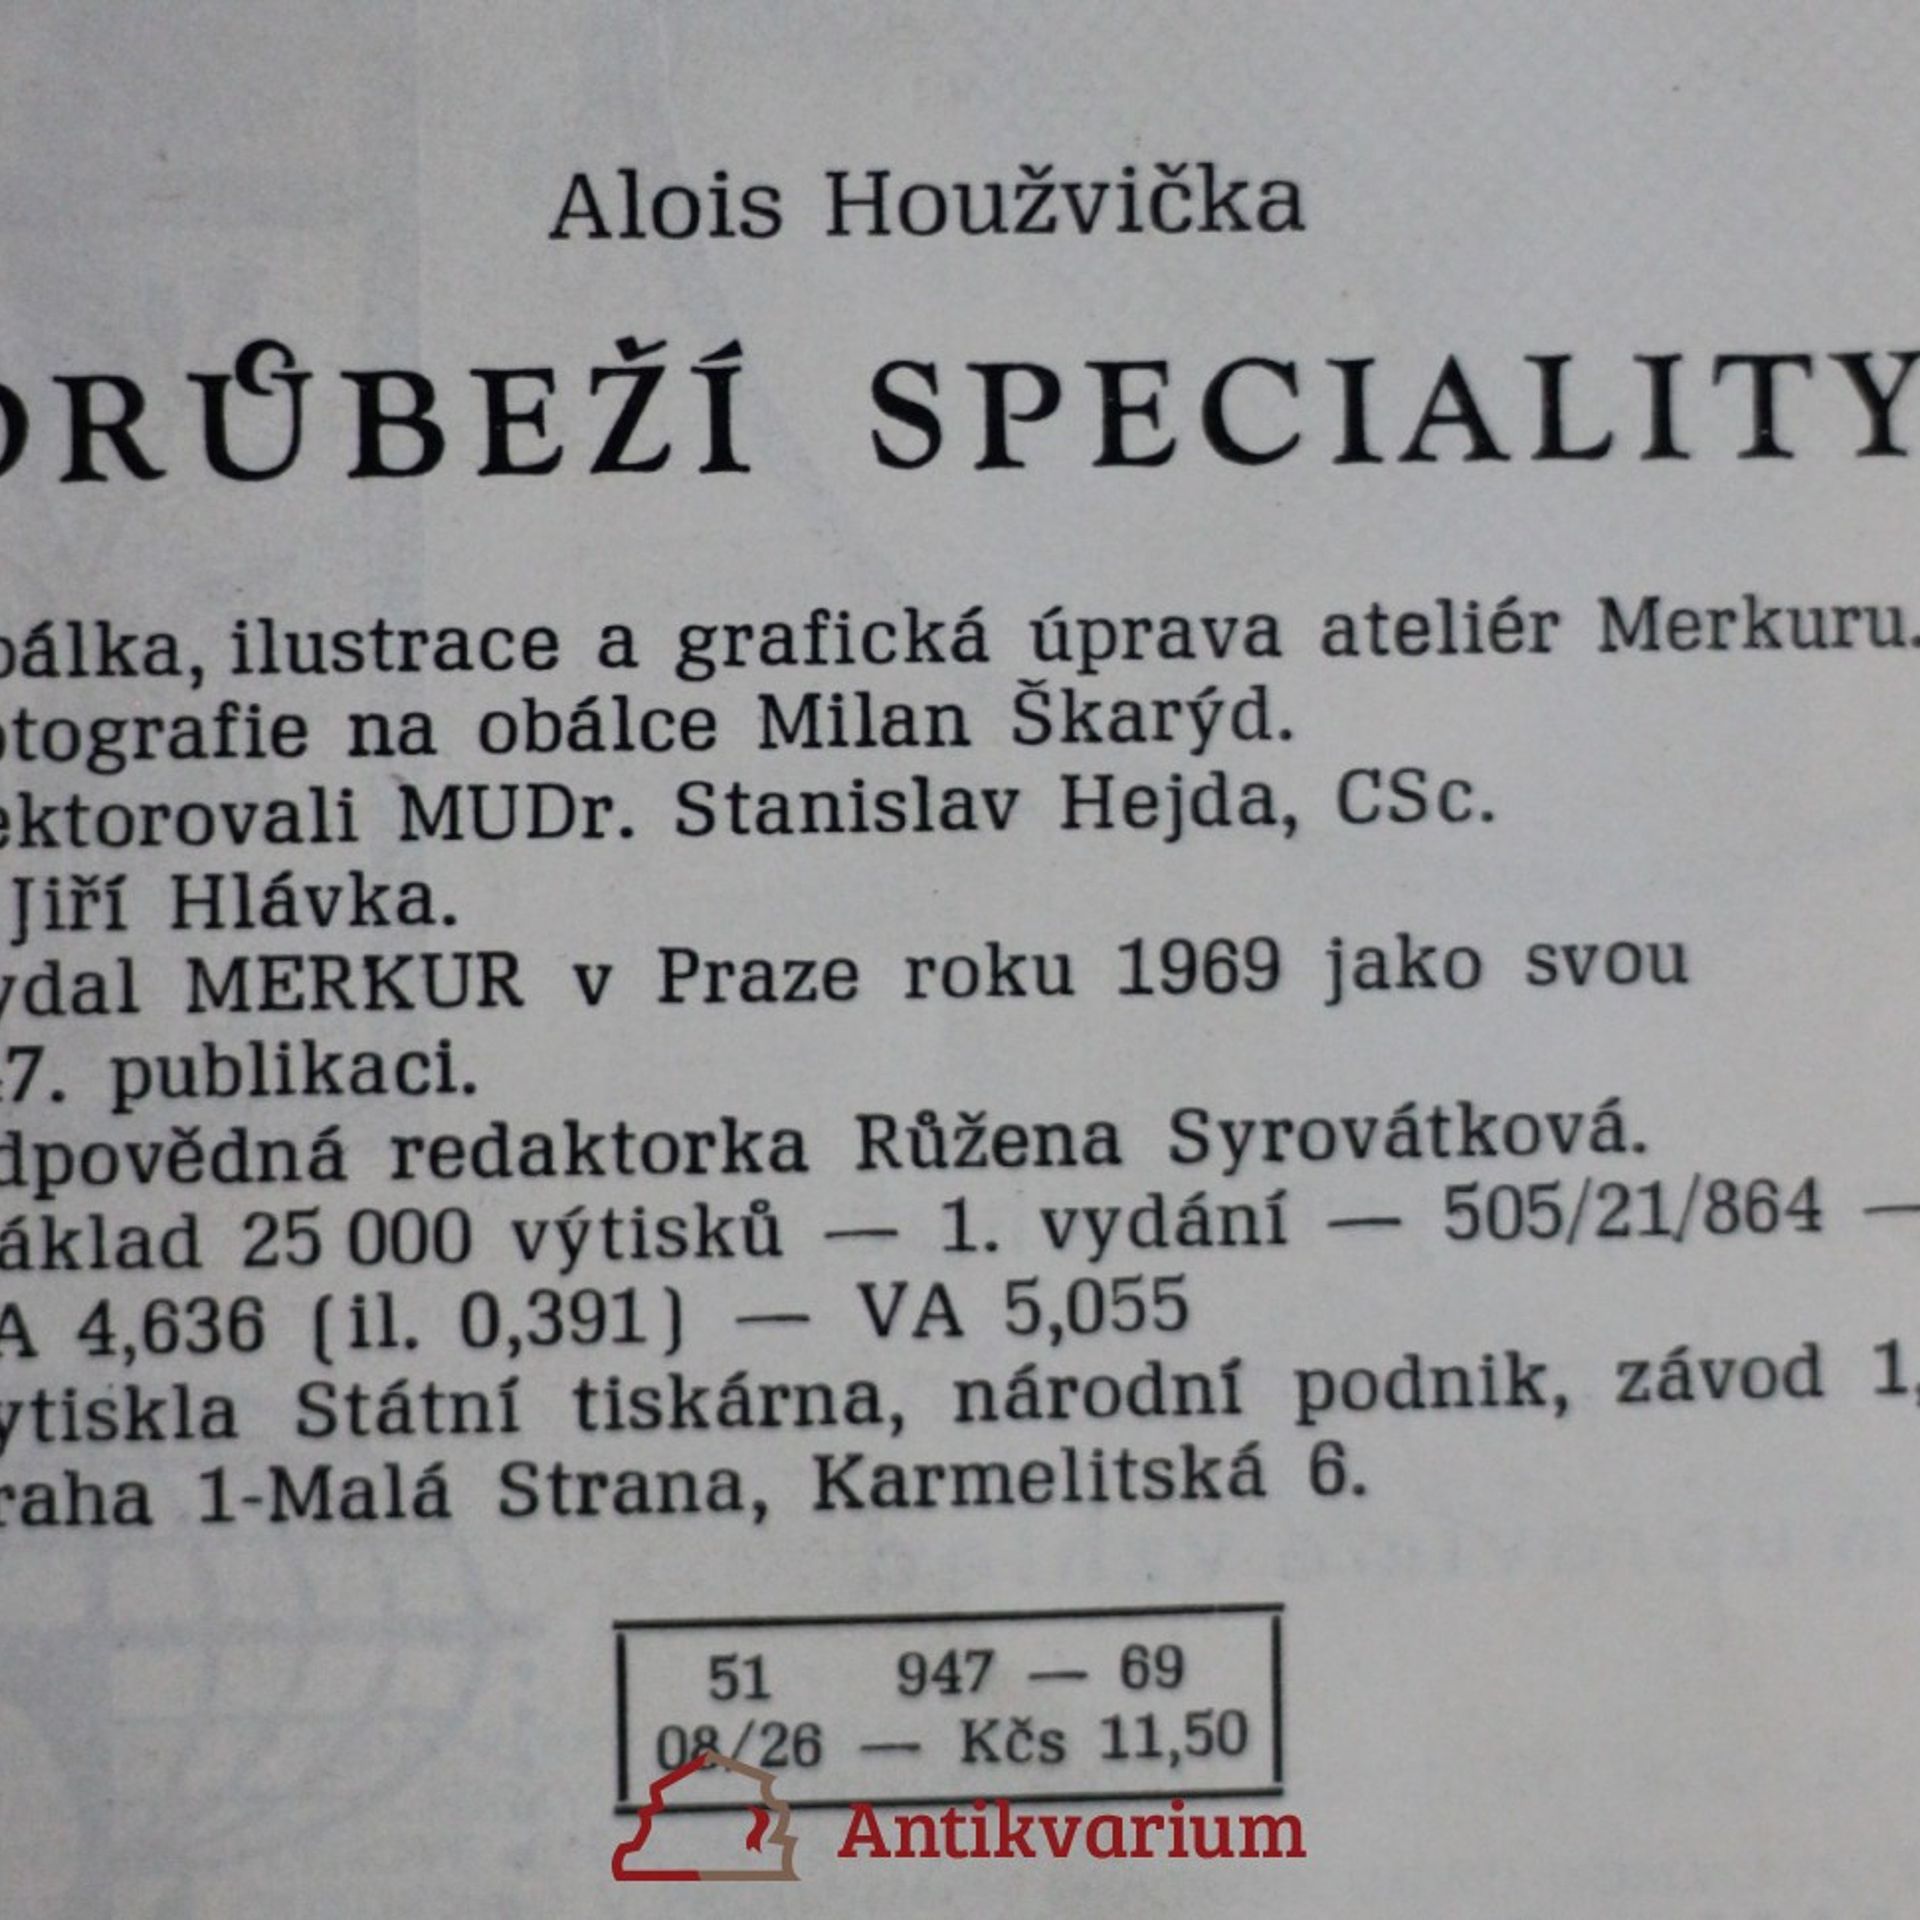 Alois Houžvička
DRŮBEŽÍ SPECIALITY
bálka, ilustrace a grafická úprava ateliér Merkuru.
otografie na obálce Milan Škarýd.
ektorovali MUDr. Stanislav Hejda, CSc.
Jiří Hlávka.
ydal MERKUR v Praze roku 1969 jako svou
7. publikaci.
dpovědná redaktorka Růžena Syrovátková.
áklad 25 000 výtisků — 1. vydání — 505/21/864 —
A 4,636 (il. 0,391) — VA 5,055
ytiskla Státní tiskárna, národní podnik, závod 1,
raha 1-Malá Strana, Karmelitská 6.
51 947 — 69
08/26 — Kčs 11,50
Antikvarium